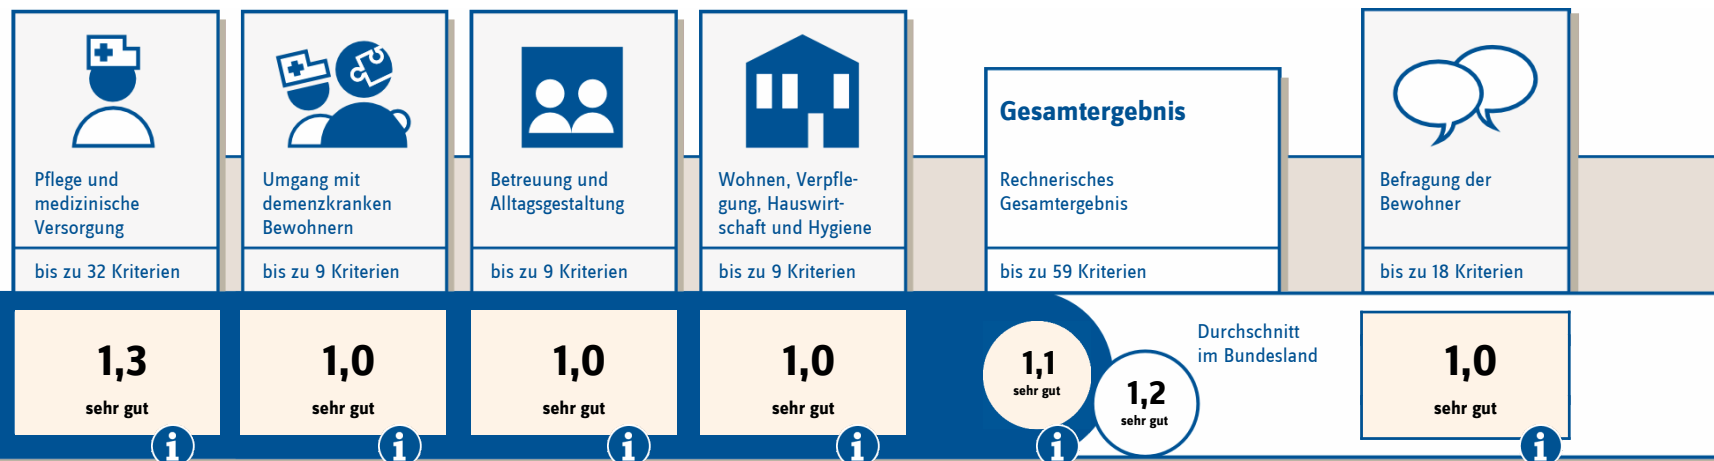 Pflege und
medizinische
Versorgung
bis zu 32 Kriterien
1,3
sehr gut
Umgang mit
demenzkranken
Bewohnern
bis zu 9 Kriterien
1,0
sehr gut
Betreuung und
Alltagsgestaltung
bis zu 9 Kriterien
1,0
sehr gut
Wohnen, Verpfle-
gung, Hauswirt-
schaft und Hygiene
bis zu 9 Kriterien
1,0
sehr gut
Gesamtergebnis
Rechnerisches
Gesamtergebnis
bis zu 59 Kriterien
1,1
sehr gut
1,2
sehr gut
Durchschnitt
im Bundesland
Befragung der
Bewohner
bis zu 18 Kriterien
1,0
sehr gut